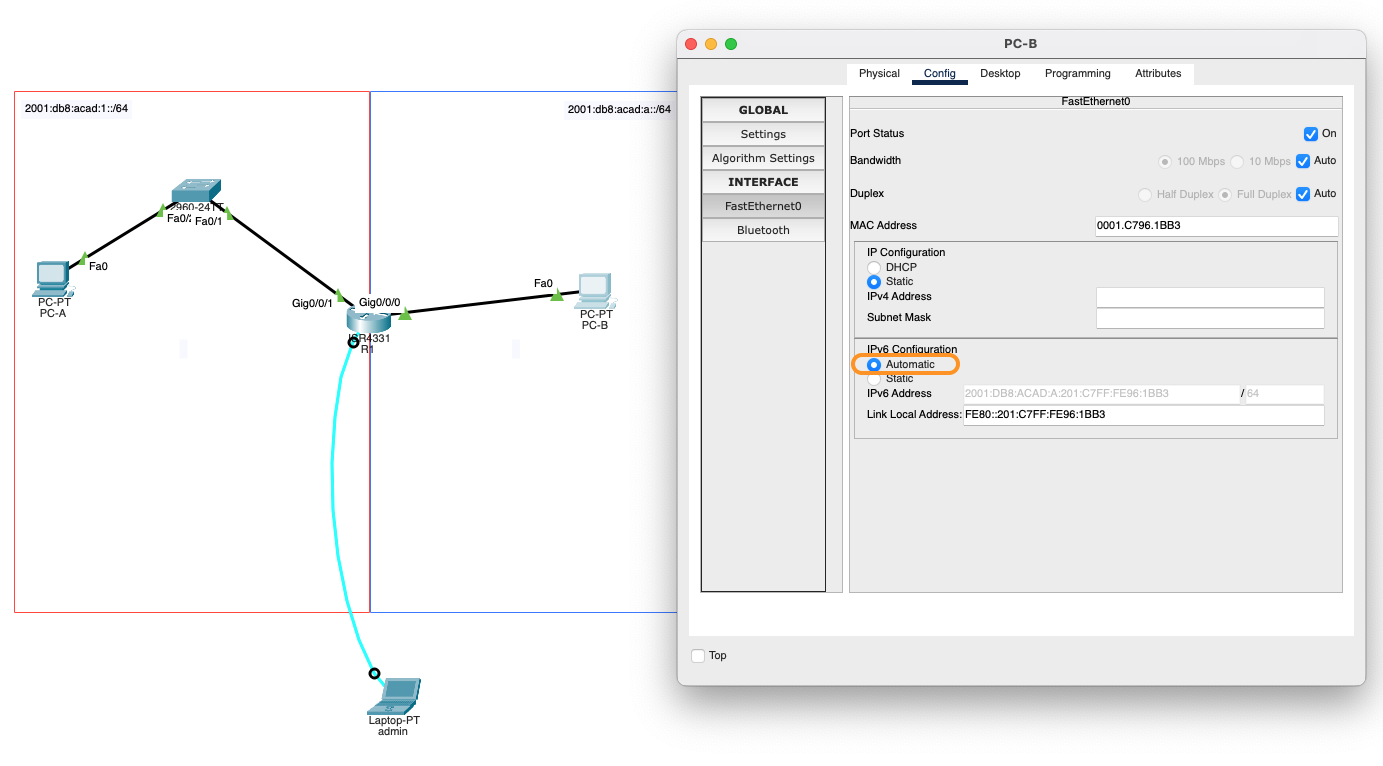 2001:db8:acad:1::/64
2001:db8:acad:a::/64
2960-24TT
Fa0/2 Fa0/1
Fa0
PC-PT
PC-A
Gig0/0/1
Gig0/0/0
Fa0
PC-PT
PC-B
ISR4331
R1
Laptop-PT
admin
PC-B
Physical Config Desktop Programming Attributes
GLOBAL
Settings
Algorithm Settings
INTERFACE
FastEthernet0
Bluetooth
FastEthernet0
Port Status On
Bandwidth 100 Mbps 10 Mbps Auto
Duplex Half Duplex Full Duplex Auto
MAC Address 0001.C796.1BB3
IP Configuration
DHCP
Static
IPv4 Address
Subnet Mask
IPv6 Configuration
Automatic
Static
IPv6 Address 2001:DB8:ACAD:A:201:C7FF:FE96:1BB3 / 64
Link Local Address: FE80::201:C7FF:FE96:1BB3
Top